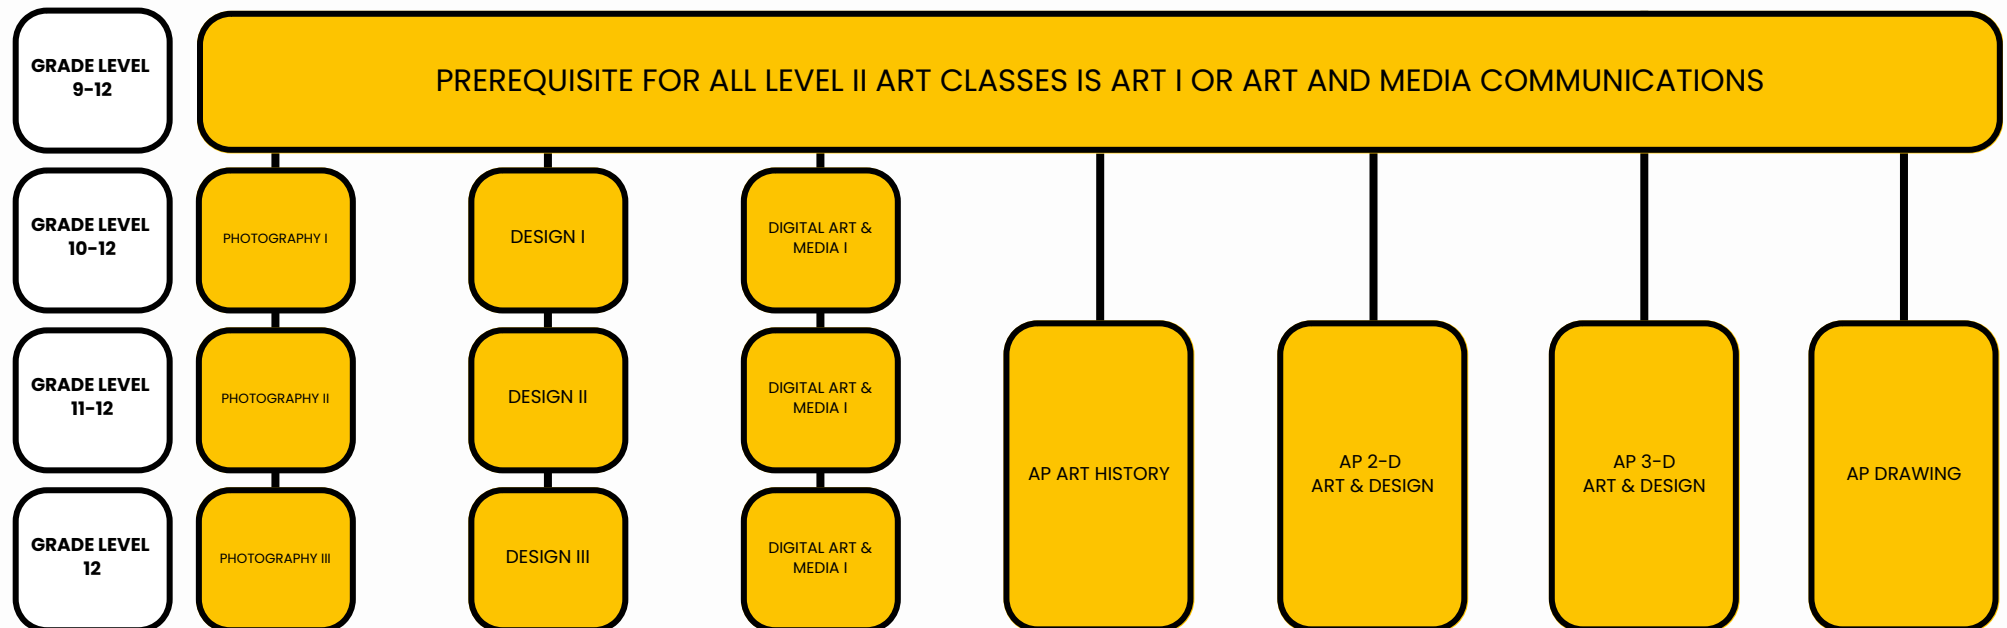 GRADE LEVEL
9-12
PREREQUISITE FOR ALL LEVEL II ART CLASSES IS ART I OR ART AND MEDIA COMMUNICATIONS
GRADE LEVEL
10-12
PHOTOGRAPHY I
DESIGN I
DIGITAL ART &
MEDIA I
GRADE LEVEL
11-12
PHOTOGRAPHY II
DESIGN II
DIGITAL ART &
MEDIA I
AP ART HISTORY
AP 2-D
ART & DESIGN
AP 3-D
ART & DESIGN
AP DRAWING
GRADE LEVEL
12
PHOTOGRAPHY III
DESIGN III
DIGITAL ART &
MEDIA I